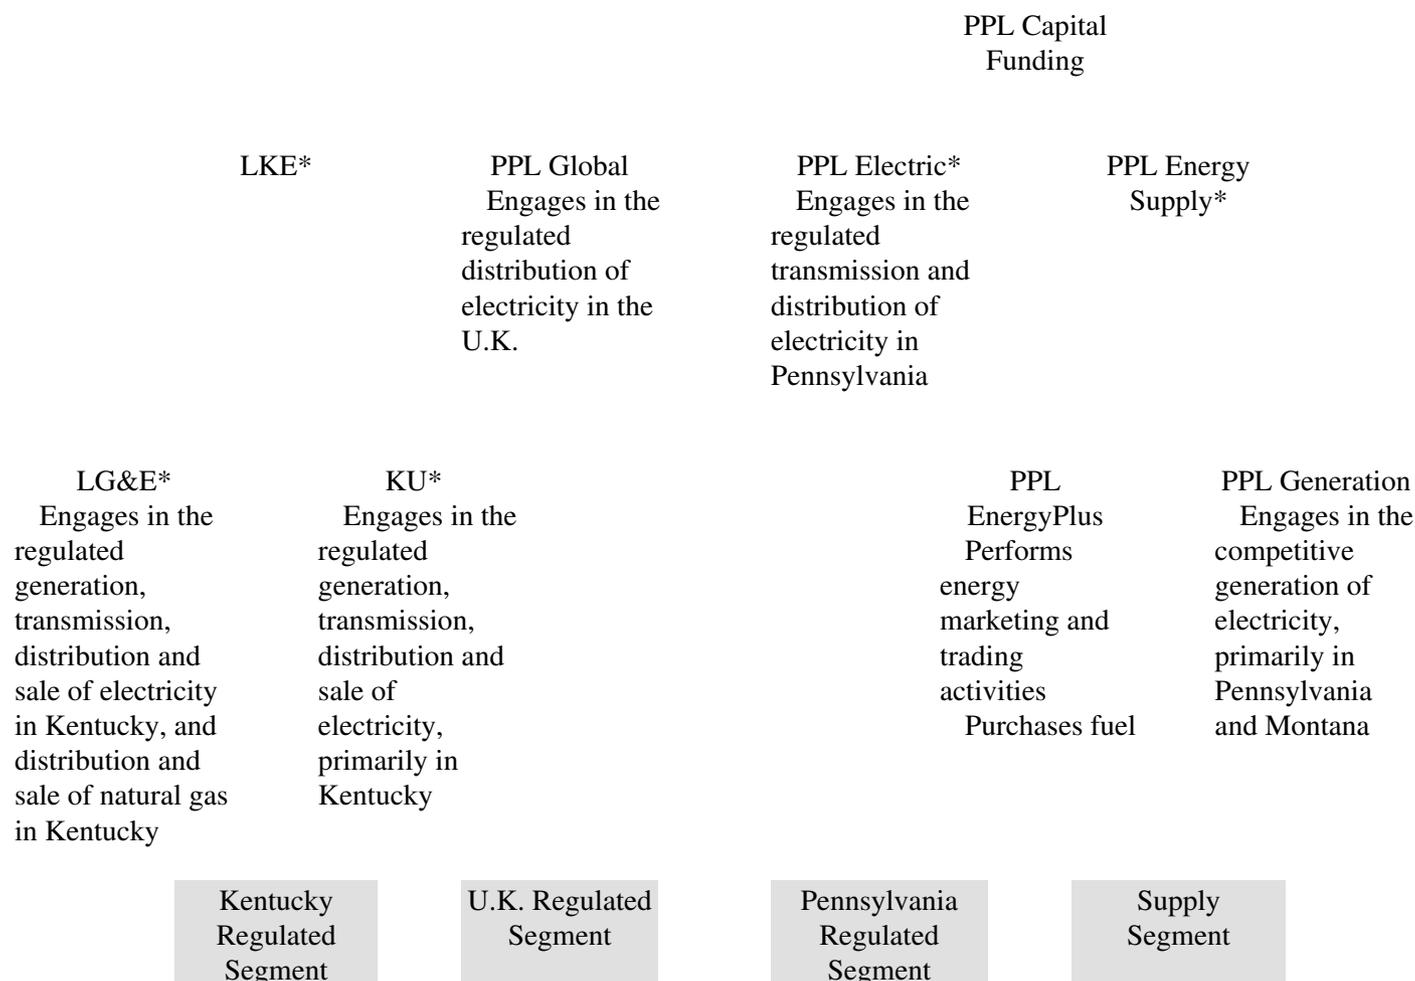 PPL Capital
Funding
LKE*
PPL Global
Engages in the
regulated
distribution of
electricity in the
U.K.
PPL Electric*
Engages in the
regulated
transmission and
distribution of
electricity in
Pennsylvania
PPL Energy
Supply*
LG&E*
Engages in the
regulated
generation,
transmission,
distribution and
sale of electricity
in Kentucky, and
distribution and
sale of natural gas
in Kentucky
KU*
Engages in the
regulated
generation,
transmission,
distribution and
sale of
electricity,
primarily in
Kentucky
PPL
EnergyPlus
Performs
energy
marketing and
trading
activities
Purchases fuel
PPL Generation
Engages in the
competitive
generation of
electricity,
primarily in
Pennsylvania
and Montana
Kentucky
Regulated
Segment
U.K. Regulated
Segment
Pennsylvania
Regulated
Segment
Supply
Segment